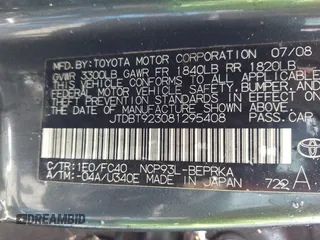 MFD.BY:TOYOTA MOTOR CORPORATION 07/08
GVWR 3300LB GAWR FR 1840LB RR 1820LB
THIS VEHICLE CONFORMS TO ALL APPLICABLE
FEDERAL MOTOR VEHICLE SAFETY, BUMPER, AND
THEFT PREVENTION STANDARDS IN EFFECT ON
THE DATE OF MANUFACTURE SHOWN ABOVE.
JTDBT923081295408 PASS.CAR
C/TR:1E0/FC40 NCP93L-BEPRKA
A/TM:-04A/U340E MADE IN JAPAN 722 A
DREAMBID